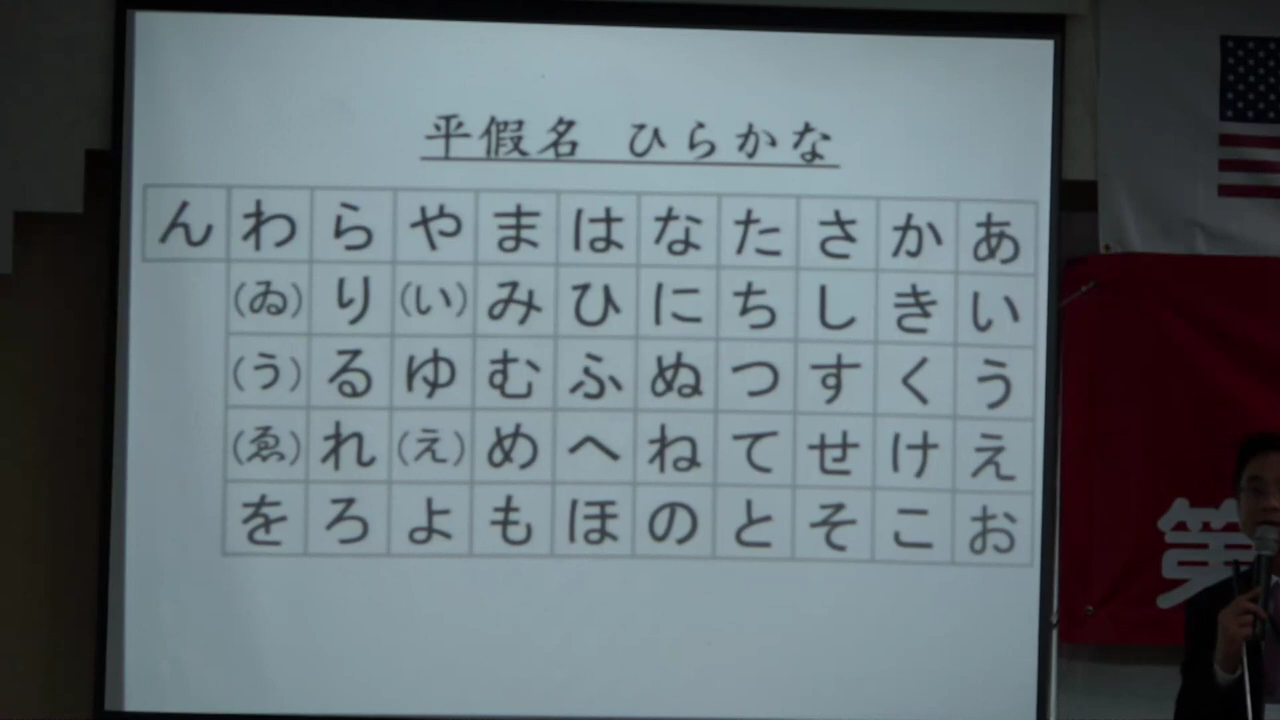 平假名 ひらかな
ん わ ら や ま は な た さ か あ
(ゐ) り (い) み ひ に ち し き い
(う) る ゆ む ふ ぬ つ す く う
(ゑ) れ (え) め へ ね て せ け え
を ろ よ も ほ の と そ こ お
第